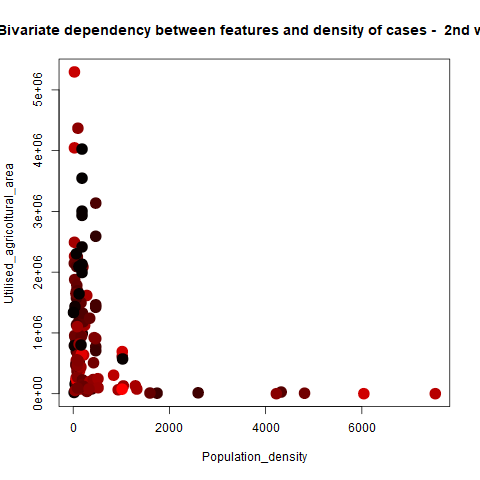 Bivariate dependency between features and density of cases - 2nd w
5e+06
4e+06
3e+06
2e+06
1e+06
0e+00
Utilised_agricoltural_area
0
2000
4000
6000
Population_density